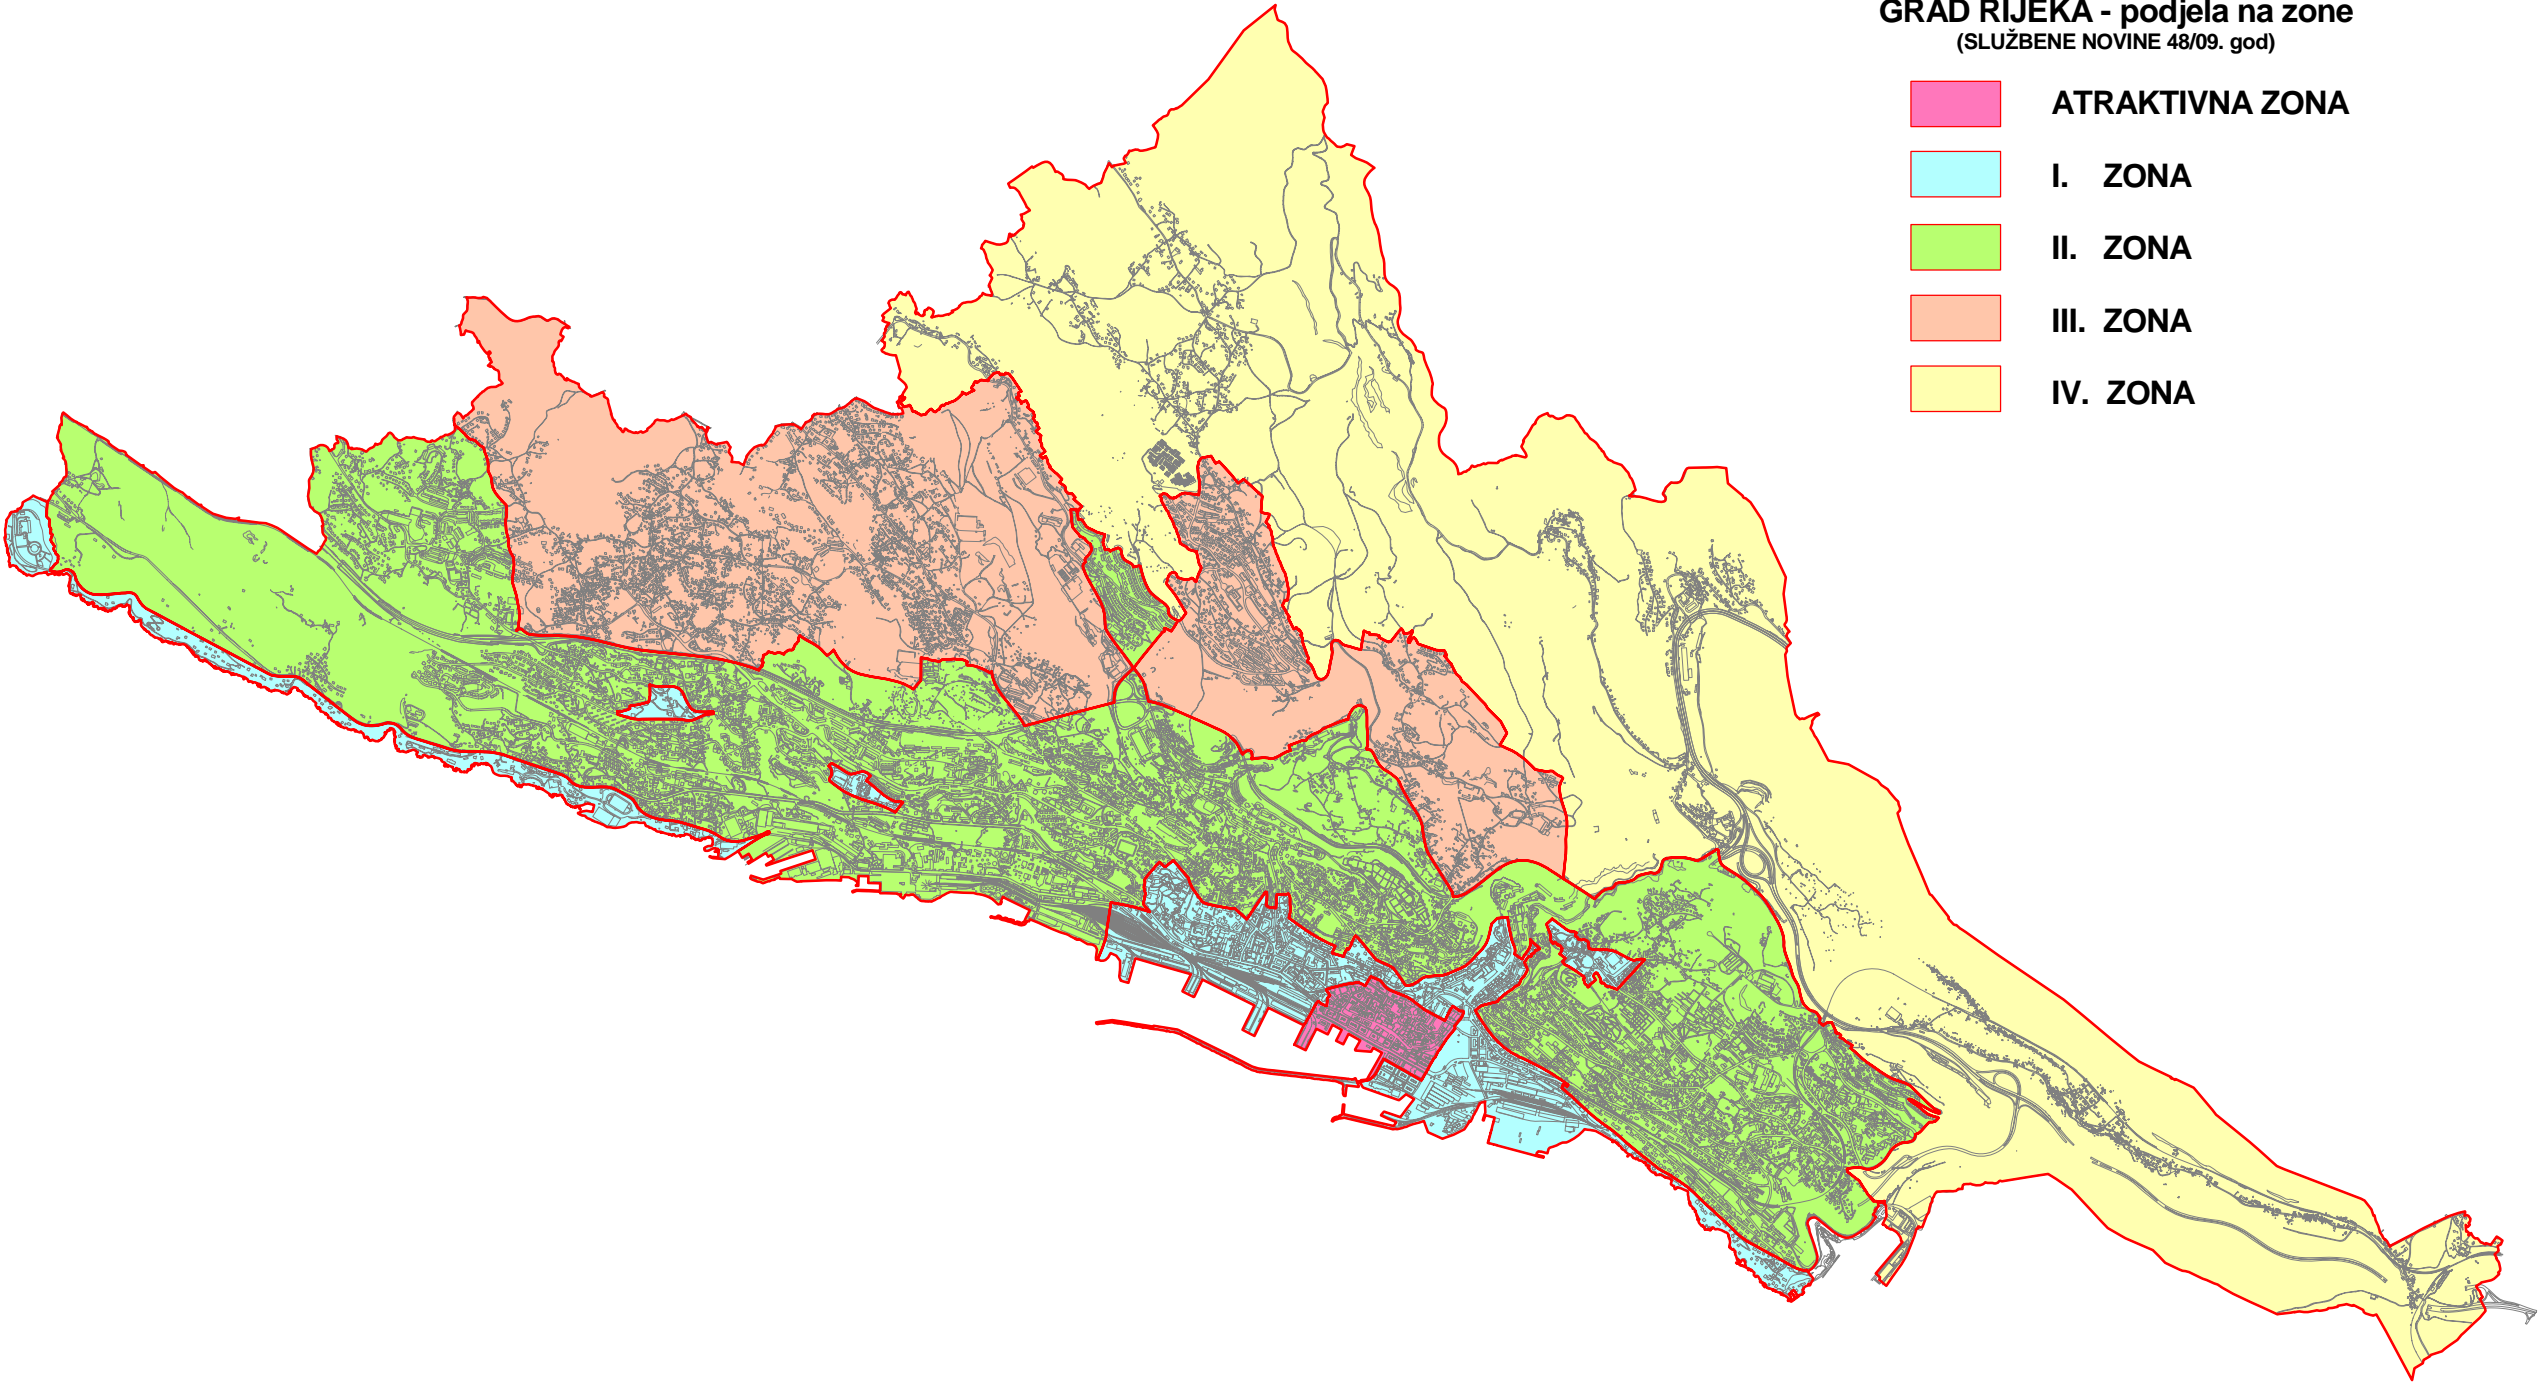 GRAD RIJEKA - podjela na zone
(SLUŽBENE NOVINE 48/09. god)
ATRAKTIVNA ZONA
I. ZONA
II. ZONA
III. ZONA
IV. ZONA